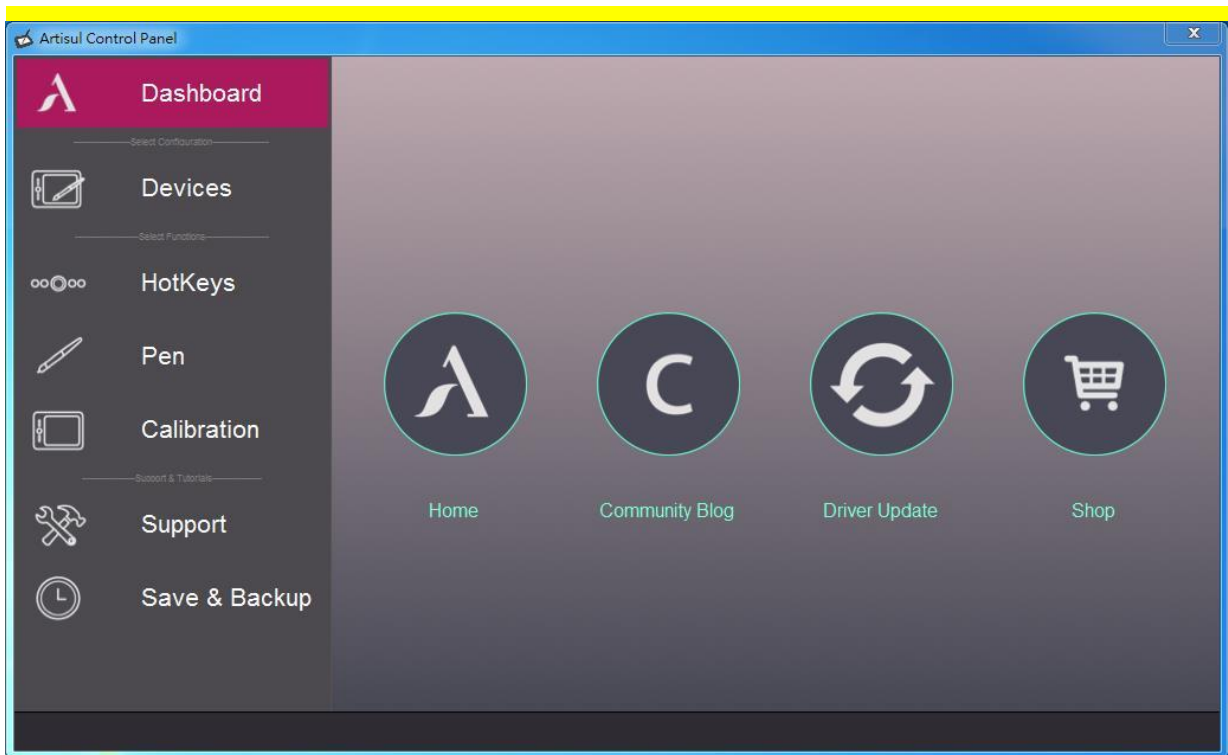 Artisul Control Panel
Dashboard
Select Configuration
Devices
Select Functions
HotKeys
Pen
Calibration
Support & Tutorials
Support
Save & Backup
Home
Community Blog
Driver Update
Shop